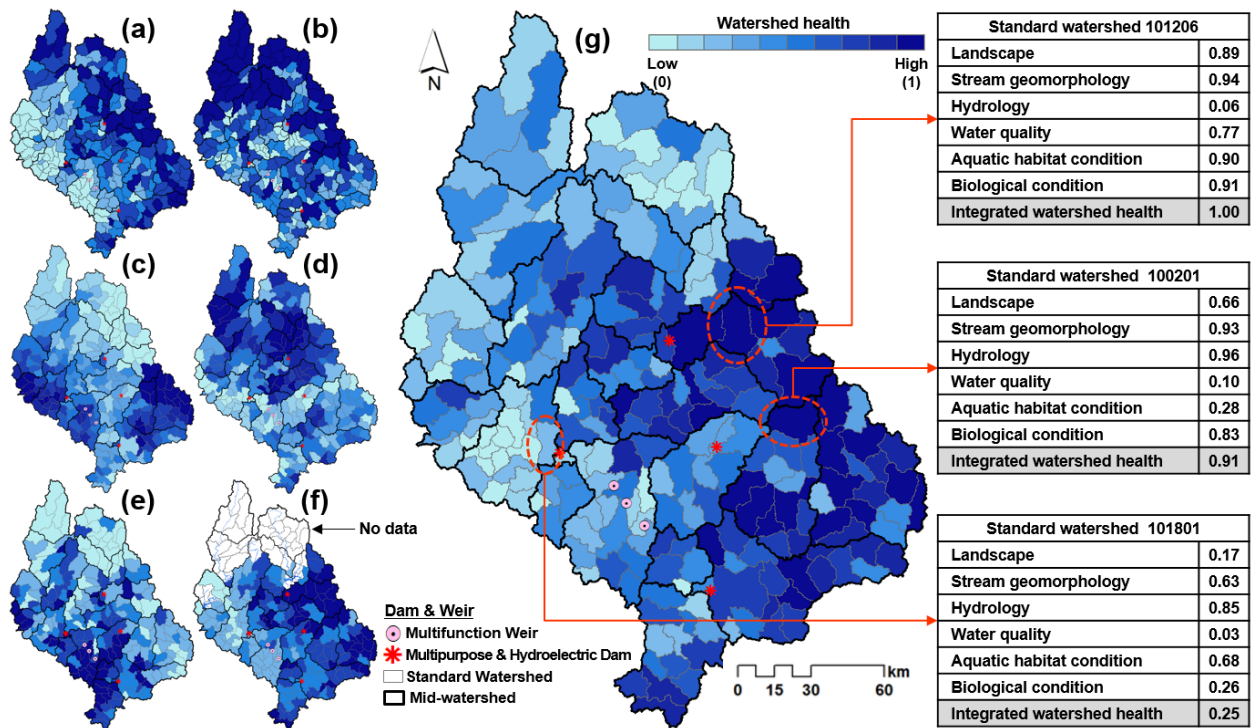 (a)
(b)
(c)
(d)
(e)
(f)
No data
Dam & Weir
Multifunction Weir
Multipurpose & Hydroelectric Dam
Standard Watershed
Mid-watershed
(g)
N
Watershed health
Low High
(0) (1)
km
0 15 30 60
Standard watershed 101206
Landscape 0.89
Stream geomorphology 0.94
Hydrology 0.06
Water quality 0.77
Aquatic habitat condition 0.90
Biological condition 0.91
Integrated watershed health 1.00
Standard watershed 100201
Landscape 0.66
Stream geomorphology 0.93
Hydrology 0.96
Water quality 0.10
Aquatic habitat condition 0.28
Biological condition 0.83
Integrated watershed health 0.91
Standard watershed 101801
Landscape 0.17
Stream geomorphology 0.63
Hydrology 0.85
Water quality 0.03
Aquatic habitat condition 0.68
Biological condition 0.26
Integrated watershed health 0.25